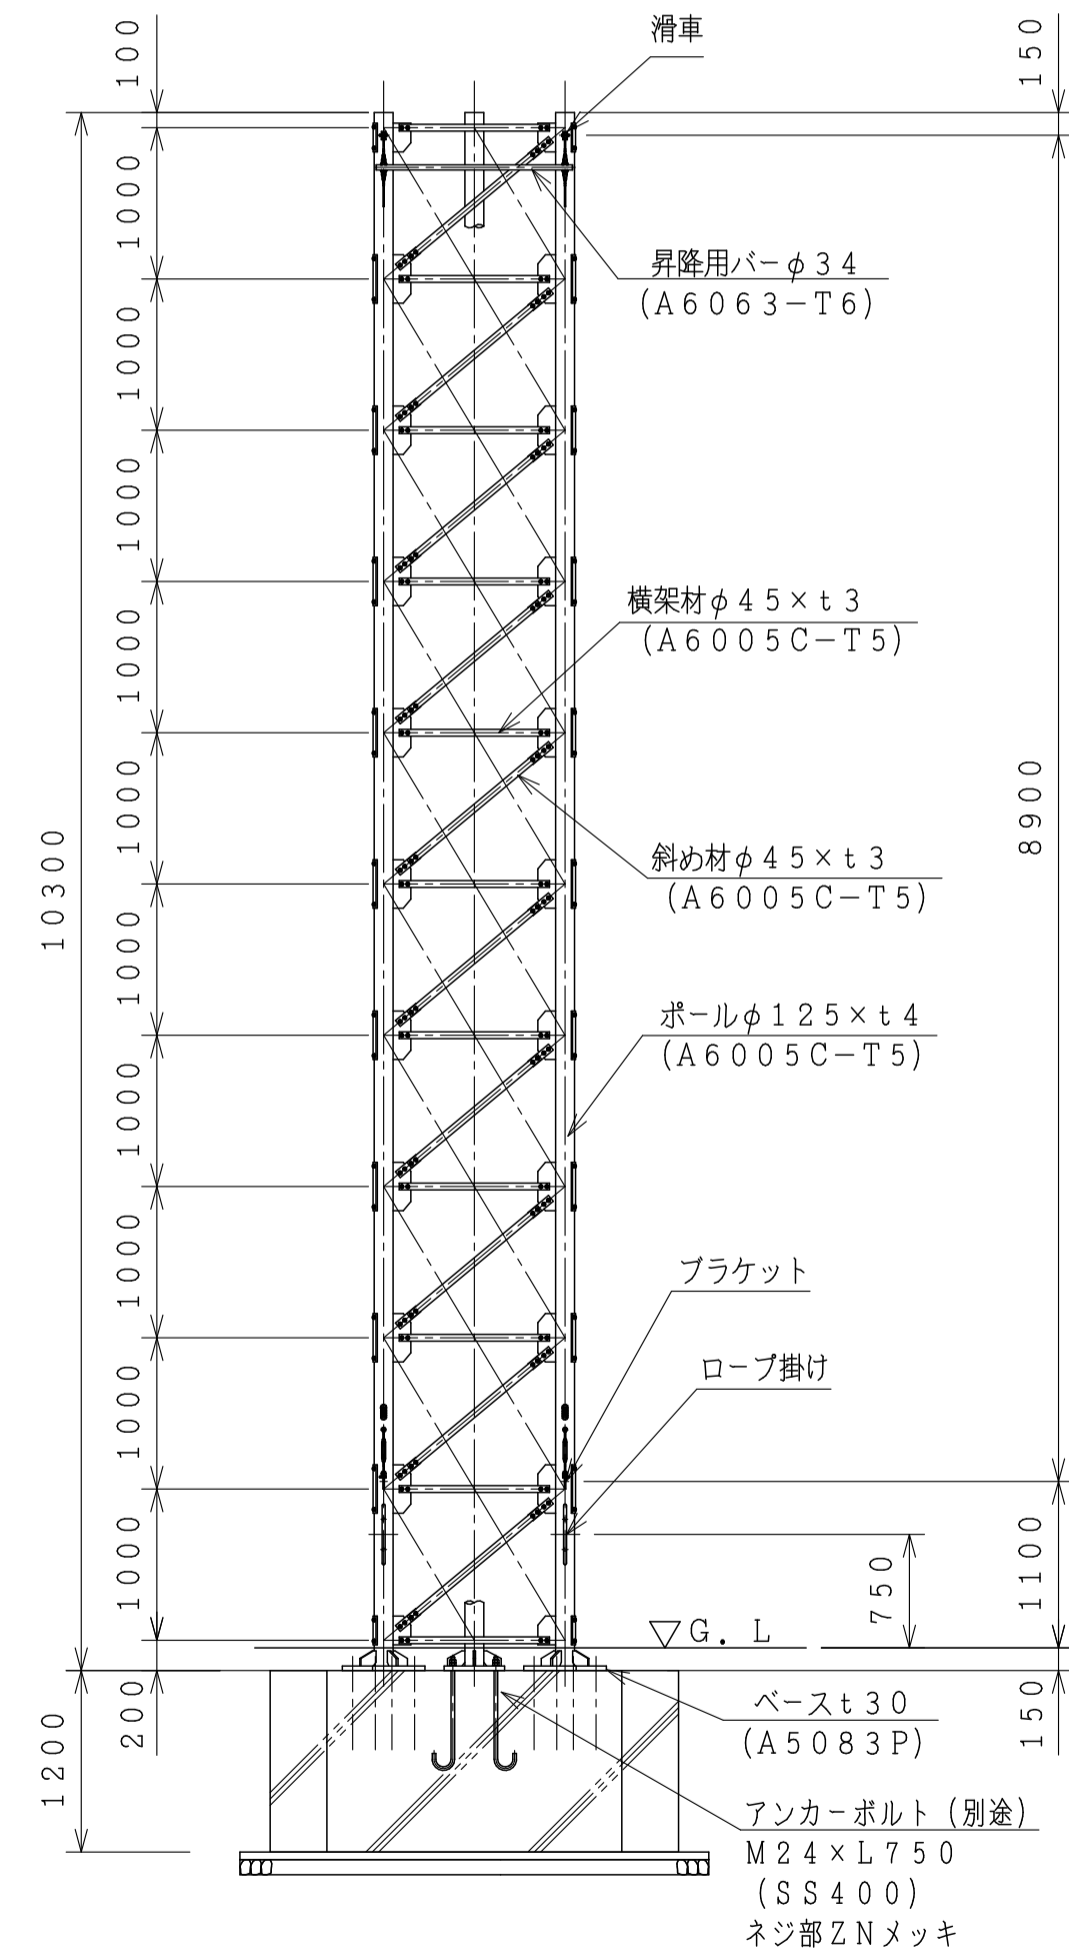 滑車
100
150
昇降用バーφ34
(A6063−T6)
1000
1000
1000
横架材φ45×t3
(A6005C−T5)
1000
1000
8900
10300
斜め材φ45×t3
(A6005C−T5)
1000
ポールφ125×t4
(A6005C−T5)
1000
1000
ブラケット
1000
ロープ掛け
1000
750
1100
▽G.L
200
1200
150
ベースt30
(A5083P)
アンカーボルト(別途)
M24×L750
(SS400)
ネジ部ZNメッキ